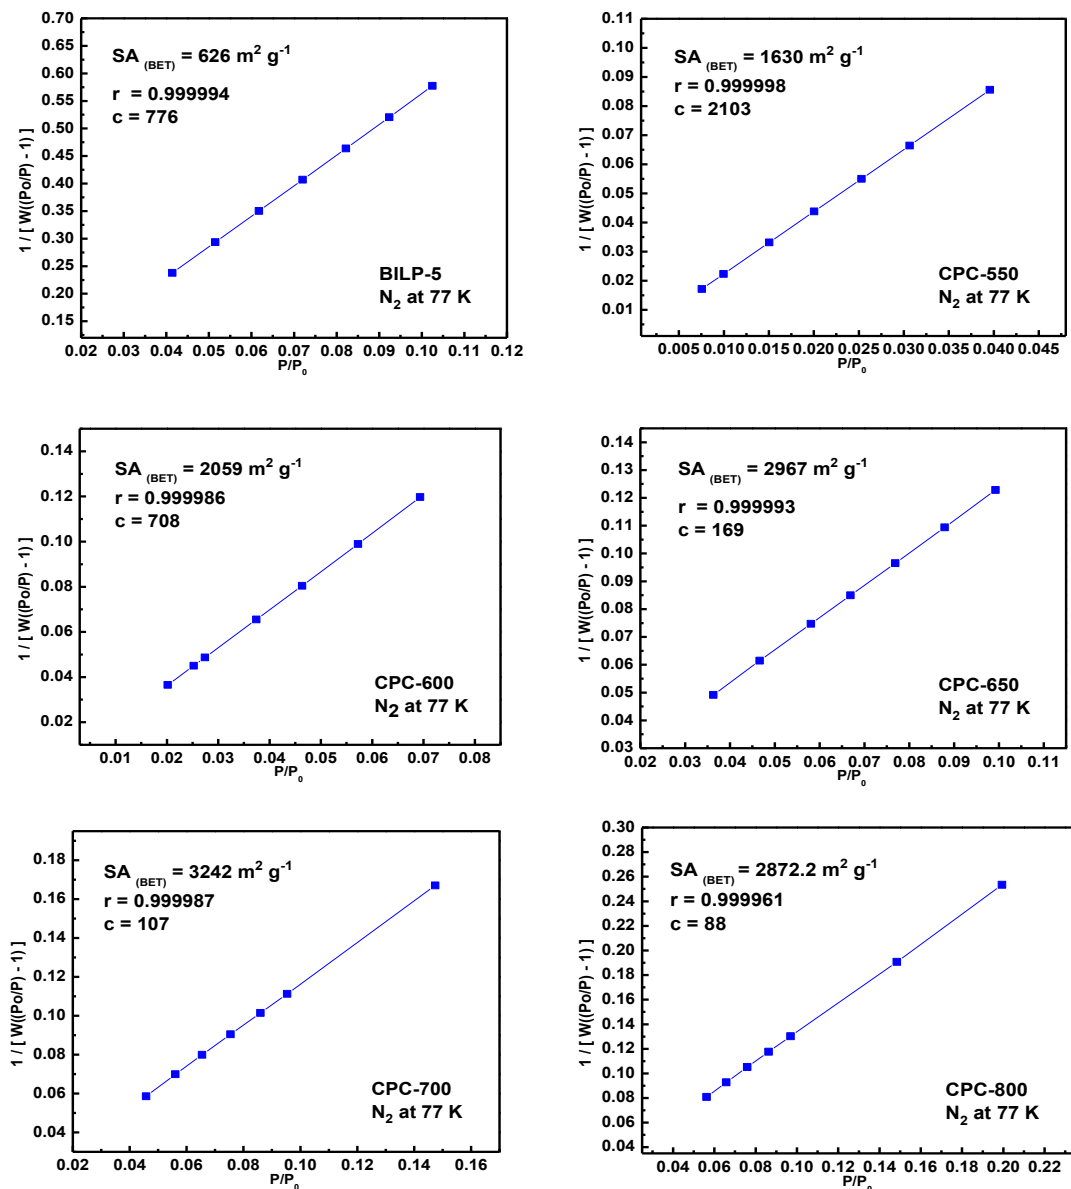 SA (BET) = 626 m² g⁻¹
r = 0.999994
c = 776
BILP-5
N₂ at 77 K
1 / [ W((Po/P) - 1) ]
0.70
0.60
0.50
0.45
0.40
0.35
0.30
0.25
0.20
0.15
0.02 0.03 0.04 0.05 0.06 0.07 0.08 0.09 0.10 0.11 0.12
P/P₀
SA (BET) = 1630 m² g⁻¹
r = 0.999998
c = 2103
CPC-550
N₂ at 77 K
1 / [ W((Po/P) - 1) ]
0.11
0.10
0.09
0.08
0.07
0.06
0.05
0.04
0.03
0.02
0.01
0.005 0.010 0.015 0.020 0.025 0.030 0.035 0.040 0.045
P/P₀
SA (BET) = 2059 m² g⁻¹
r = 0.999986
c = 708
CPC-600
N2 at 77 K
1 / [ W((Po/P) - 1) ]
0.14
0.12
0.10
0.08
0.06
0.04
0.02
0.01 0.02 0.03 0.04 0.05 0.06 0.07 0.08
P/P₀
SA (BET) = 2967 m² g⁻¹
r = 0.999993
c = 169
CPC-650
N₂ at 77 K
1 / [ W((Po/P) - 1) ]
0.14
0.13
0.12
0.11
0.10
0.09
0.08
0.07
0.06
0.05
0.04
0.03
0.02 0.03 0.04 0.05 0.06 0.07 0.08 0.09 0.10 0.11
P/P₀
SA (BET) = 3242 m² g⁻¹
r = 0.999987
c = 107
CPC-700
N₂ at 77 K
1 / [ W((Po/P) - 1) ]
0.18
0.16
0.14
0.12
0.10
0.08
0.06
0.04
0.02 0.04 0.06 0.08 0.10 0.12 0.14 0.16
P/P₀
SA (BET) = 2872.2 m² g⁻¹
r = 0.999961
c = 88
CPC-800
N₂ at 77 K
1 / [ W((Po/P) - 1) ]
0.30
0.28
0.26
0.24
0.22
0.20
0.18
0.16
0.14
0.12
0.10
0.08
0.06
0.04
0.04 0.06 0.08 0.10 0.12 0.14 0.16 0.18 0.20 0.22
P/P₀